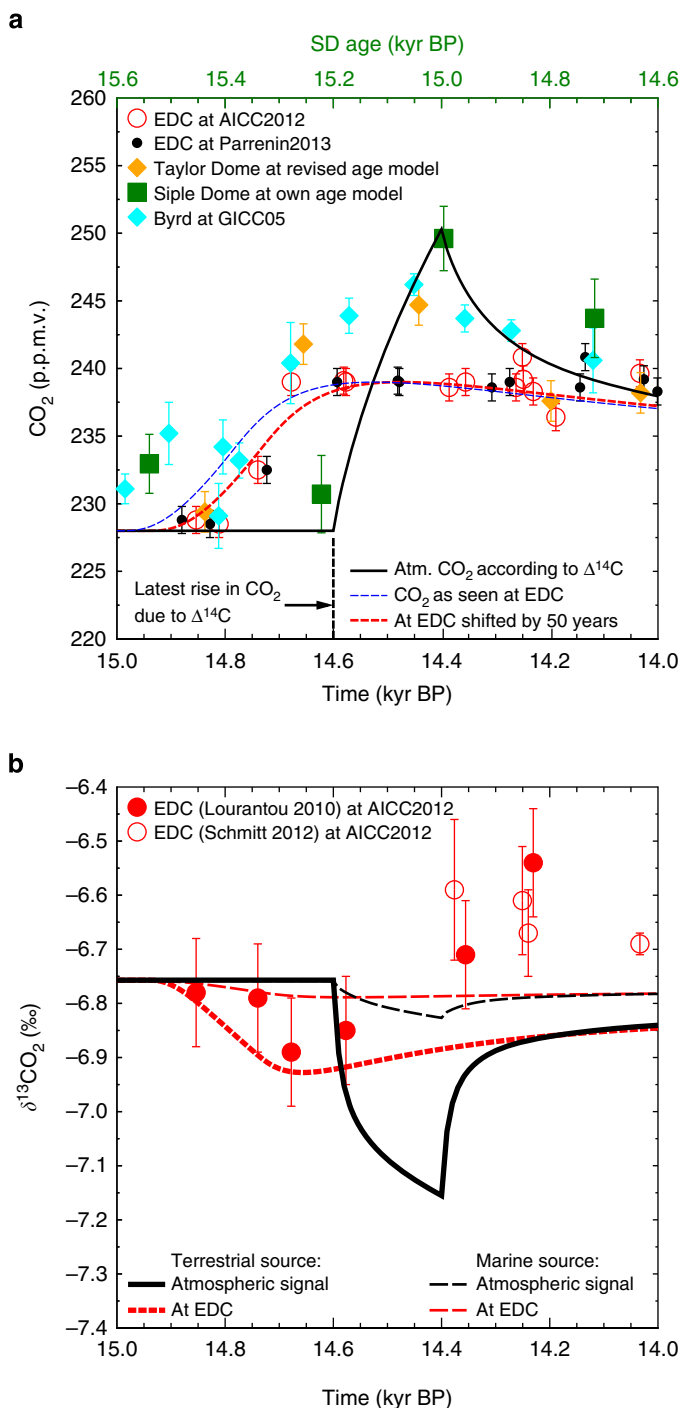 a
SD age (kyr BP)
15.6 15.4 15.2 15.0 14.8 14.6
260
255
250
245
240
235
230
225
220
CO2 (p.p.m.v.)
EDC at AICC2012
EDC at Parrenin2013
Taylor Dome at revised age model
Siple Dome at own age model
Byrd at GICC05
Latest rise in CO2
due to Δ14C
Atm. CO2 according to Δ14C
CO2 as seen at EDC
At EDC shifted by 50 years
15.0 14.8 14.6 14.4 14.2 14.0
Time (kyr BP)
b
−6.4
−6.5
−6.6
−6.7
−6.8
−6.9
−7.0
−7.1
−7.2
−7.3
−7.4
δ13CO2 (‰)
EDC (Lourantou 2010) at AICC2012
EDC (Schmitt 2012) at AICC2012
Terrestrial source:
Atmospheric signal
At EDC
Marine source:
Atmospheric signal
At EDC
15.0 14.8 14.6 14.4 14.2 14.0
Time (kyr BP)